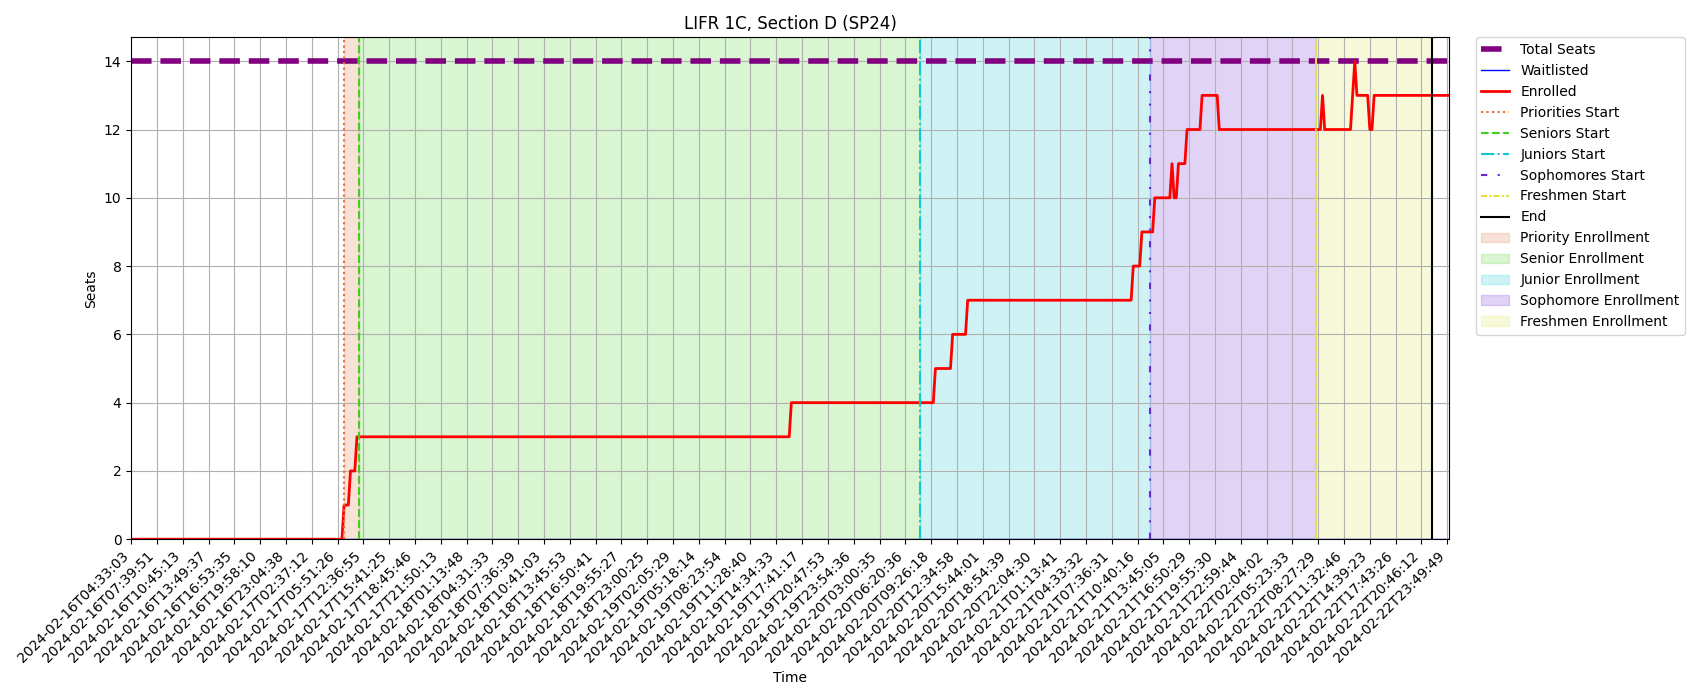 LIFR 1C, Section D (SP24)
Seats
14
12
10
8
6
4
2
0
2024-02-16T04:33:03
2024-02-16T07:39:51
2024-02-16T10:45:13
2024-02-16T13:49:37
2024-02-16T16:53:35
2024-02-16T19:58:10
2024-02-16T23:04:38
2024-02-17T02:37:12
2024-02-17T05:51:26
2024-02-17T12:36:55
2024-02-17T15:41:25
2024-02-17T18:45:46
2024-02-17T21:50:13
2024-02-18T01:13:48
2024-02-18T04:31:33
2024-02-18T07:36:39
2024-02-18T10:41:03
2024-02-18T13:45:53
2024-02-18T16:50:41
2024-02-18T19:55:27
2024-02-18T23:00:25
2024-02-19T02:05:29
2024-02-19T05:18:14
2024-02-19T08:23:54
2024-02-19T11:28:40
2024-02-19T14:34:33
2024-02-19T17:41:17
2024-02-19T20:47:53
2024-02-19T23:54:36
2024-02-20T03:00:35
2024-02-20T06:20:36
2024-02-20T09:26:18
2024-02-20T12:34:58
2024-02-20T15:44:01
2024-02-20T18:54:39
2024-02-20T22:04:30
2024-02-21T01:13:41
2024-02-21T04:33:32
2024-02-21T07:36:31
2024-02-21T10:40:16
2024-02-21T13:45:05
2024-02-21T16:50:29
2024-02-21T19:55:30
2024-02-21T22:59:44
2024-02-22T02:04:02
2024-02-22T05:23:33
2024-02-22T08:27:29
2024-02-22T11:32:46
2024-02-22T14:39:23
2024-02-22T17:43:26
2024-02-22T20:46:12
2024-02-22T23:49:49
Time
Total Seats
Waitlisted
Enrolled
Priorities Start
Seniors Start
Juniors Start
Sophomores Start
Freshmen Start
End
Priority Enrollment
Senior Enrollment
Junior Enrollment
Sophomore Enrollment
Freshmen Enrollment